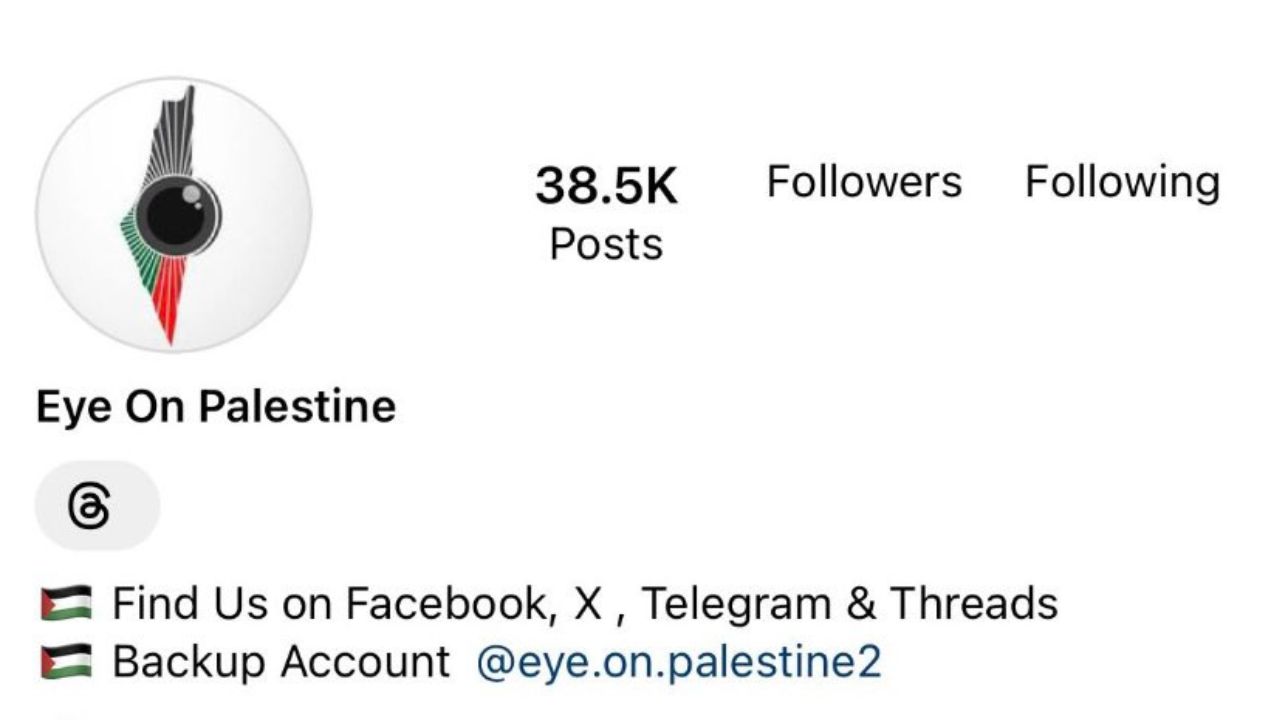 38.5K Followers Following
Posts
Eye On Palestine
🇵🇸 Find Us on Facebook, X , Telegram & Threads
🇵🇸 Backup Account @eye.on.palestine2